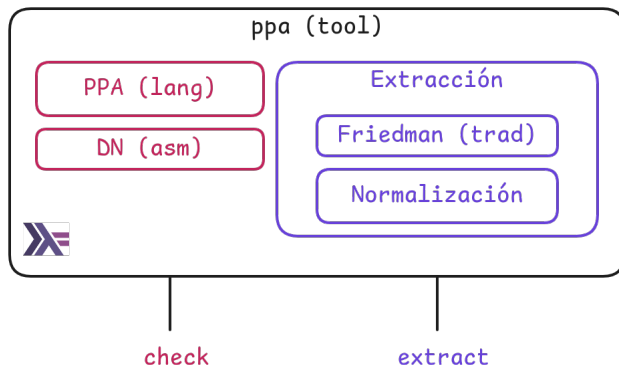 ppa (tool)
PPA (lang)
DN (asm)
Extracción
Friedman (trad)
Normalización
check
extract